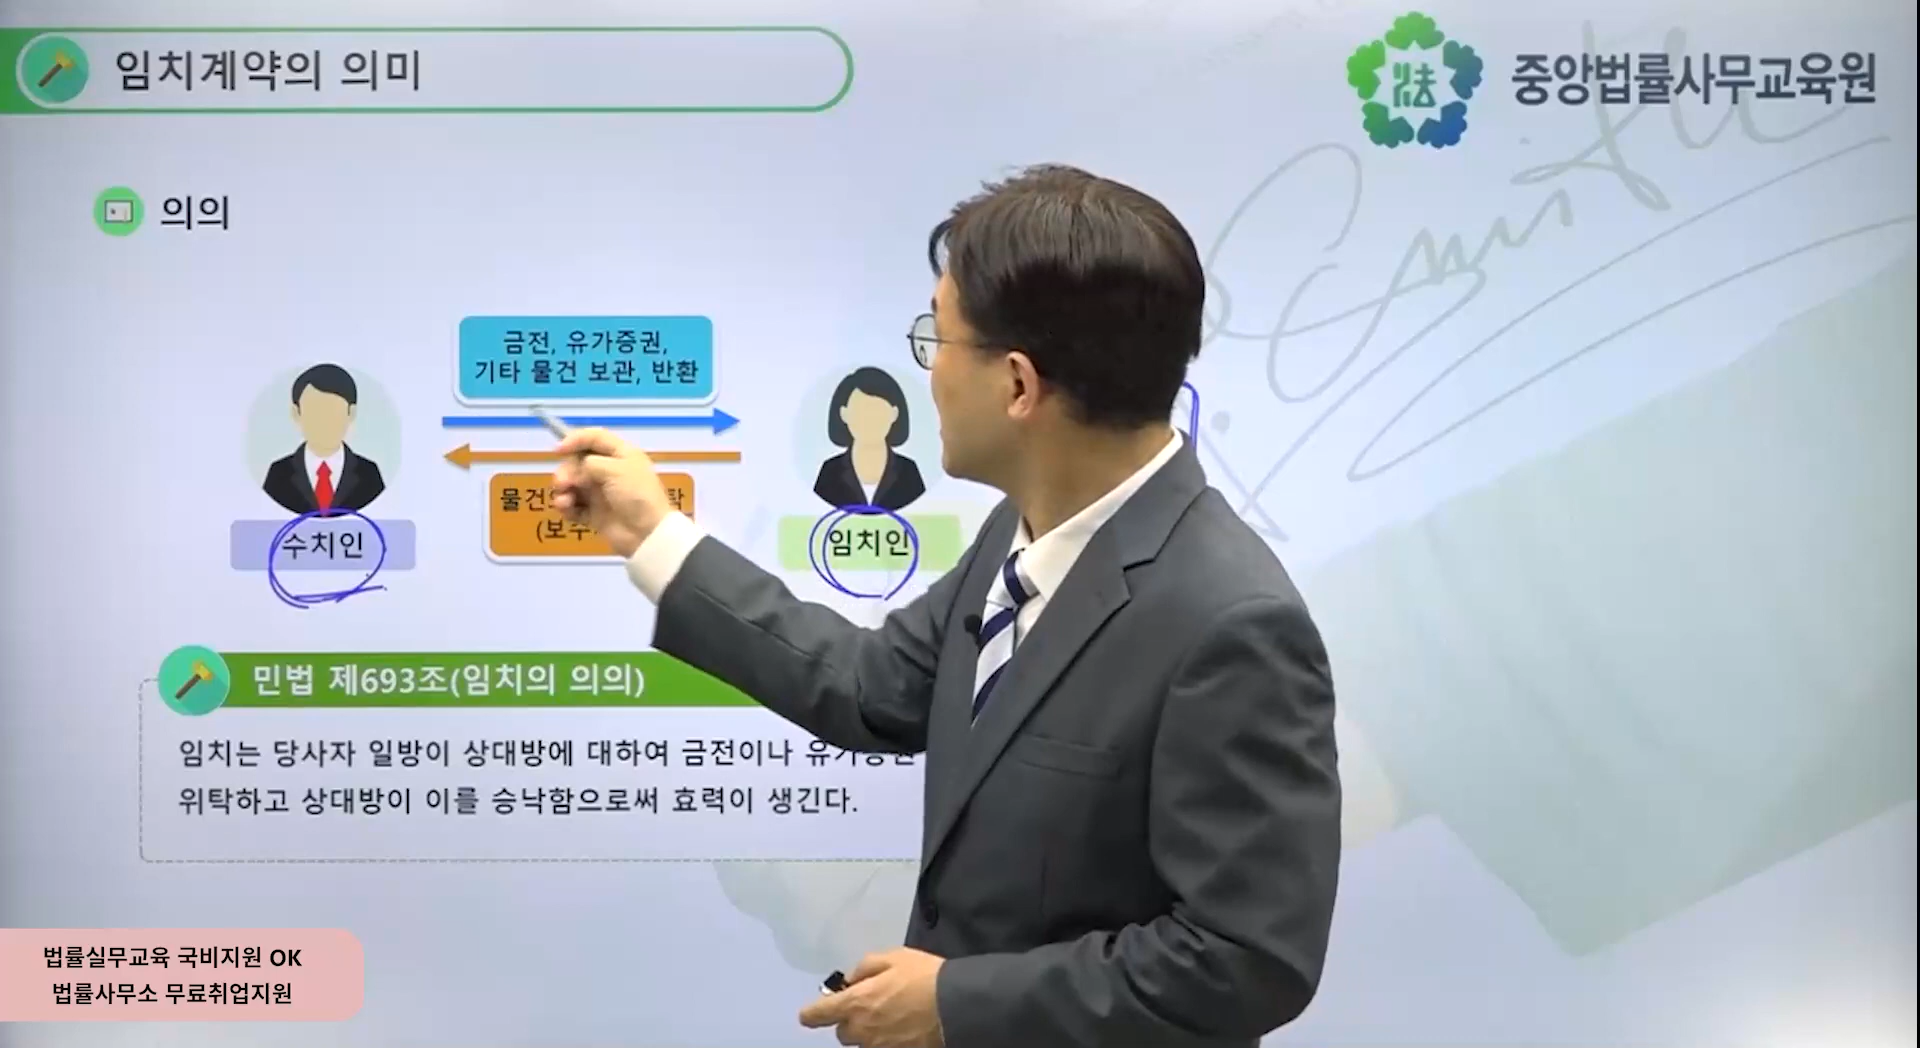 임치계약의 의미
중앙법률사무교육원
의의
금전, 유가증권,
기타 물건 보관, 반환
수치인
임치인
민법 제693조(임치의 의의)
임치는 당사자 일방이 상대방에 대하여 금전이나 유가증권
위탁하고 상대방이 이를 승낙함으로써 효력이 생긴다.
법률실무교육 국비지원 OK
법률사무소 무료취업지원